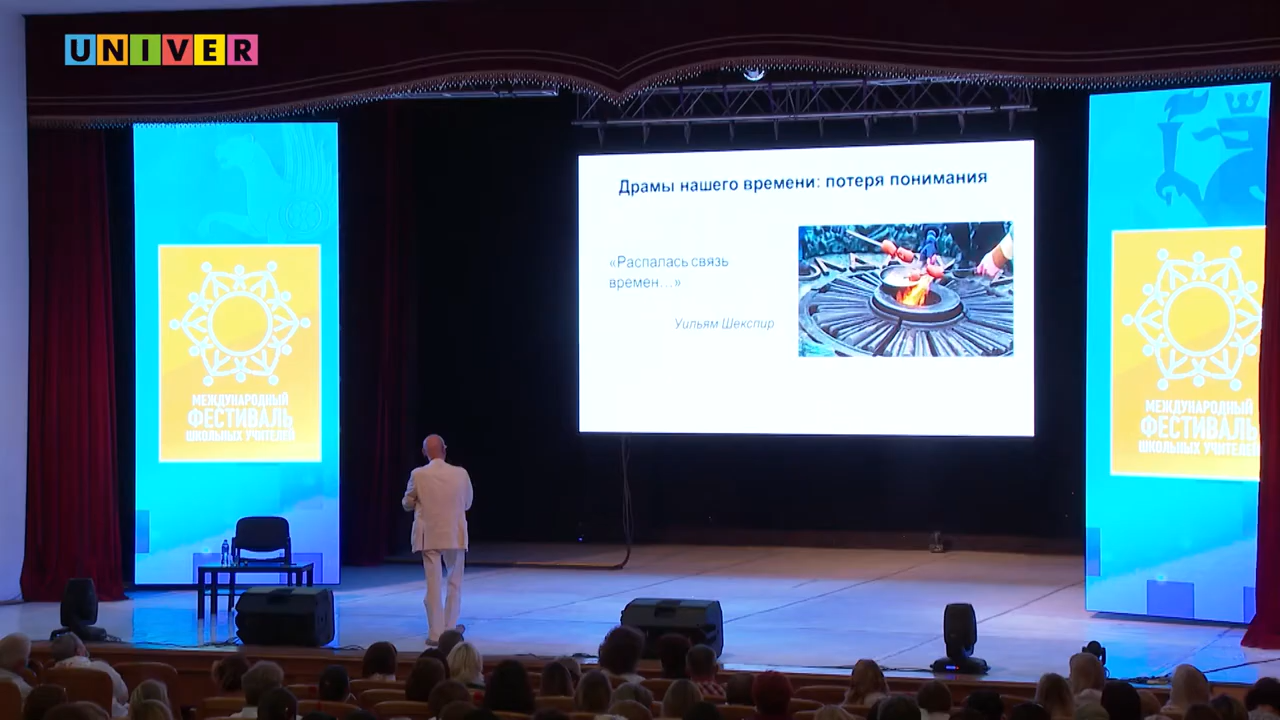 UNIVER
Драмы нашего времени: потеря понимания
«Распалась связь
времен...»
Уильям Шекспир
МЕЖДУНАРОДНЫЙ
ФЕСТИВАЛЬ
ШКОЛЬНЫХ УЧИТЕЛЕЙ
МЕЖДУНАРОДНЫЙ
ФЕСТИВАЛЬ
ШКОЛЬНЫХ УЧИТЕЛЕЙ